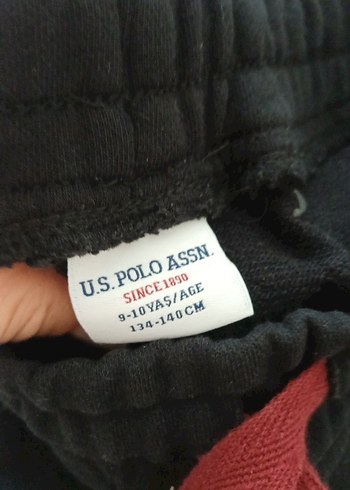 U.S. POLO ASSN.
SINCE 1890
9-10 YAŞ/AGE
134-140 CM